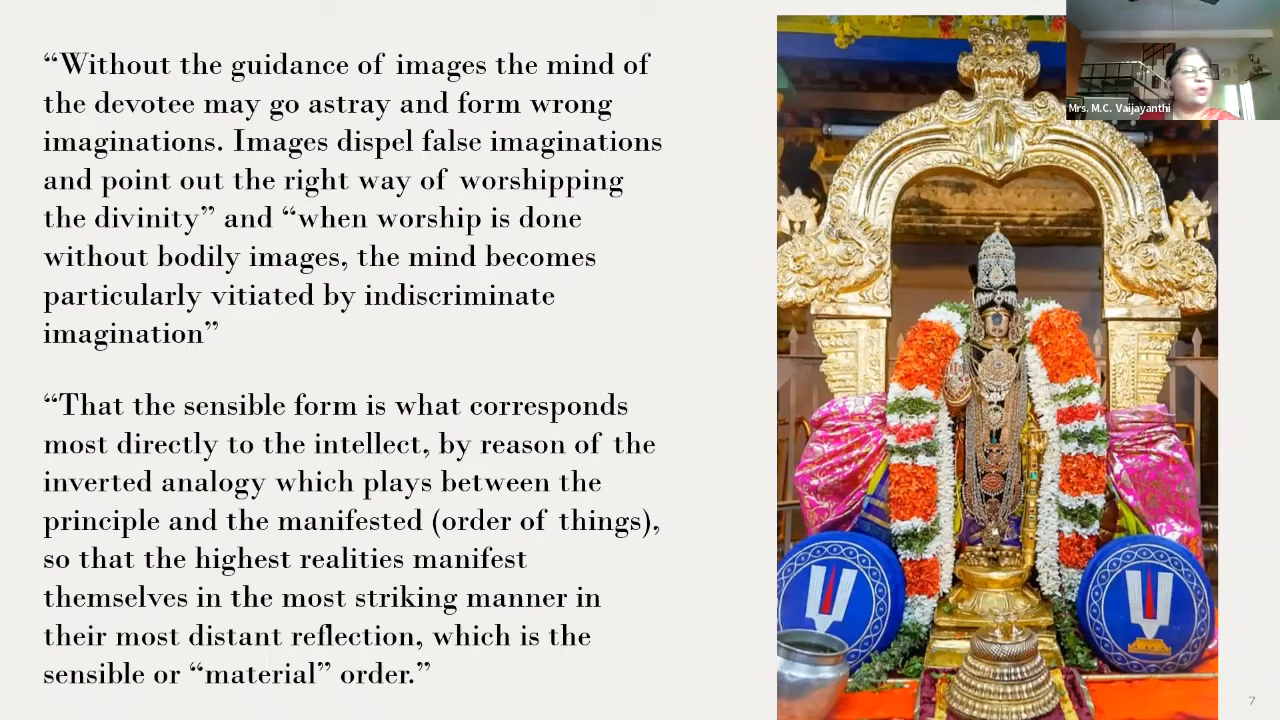 “Without the guidance of images the mind of
the devotee may go astray and form wrong
imaginations. Images dispel false imaginations
and point out the right way of worshipping
the divinity” and “when worship is done
without bodily images, the mind becomes
particularly vitiated by indiscriminate
imagination”
“That the sensible form is what corresponds
most directly to the intellect, by reason of the
inverted analogy which plays between the
principle and the manifested (order of things),
so that the highest realities manifest
themselves in the most striking manner in
their most distant reflection, which is the
sensible or “material” order.”
Mrs. M.C. Vaijayanthi
7